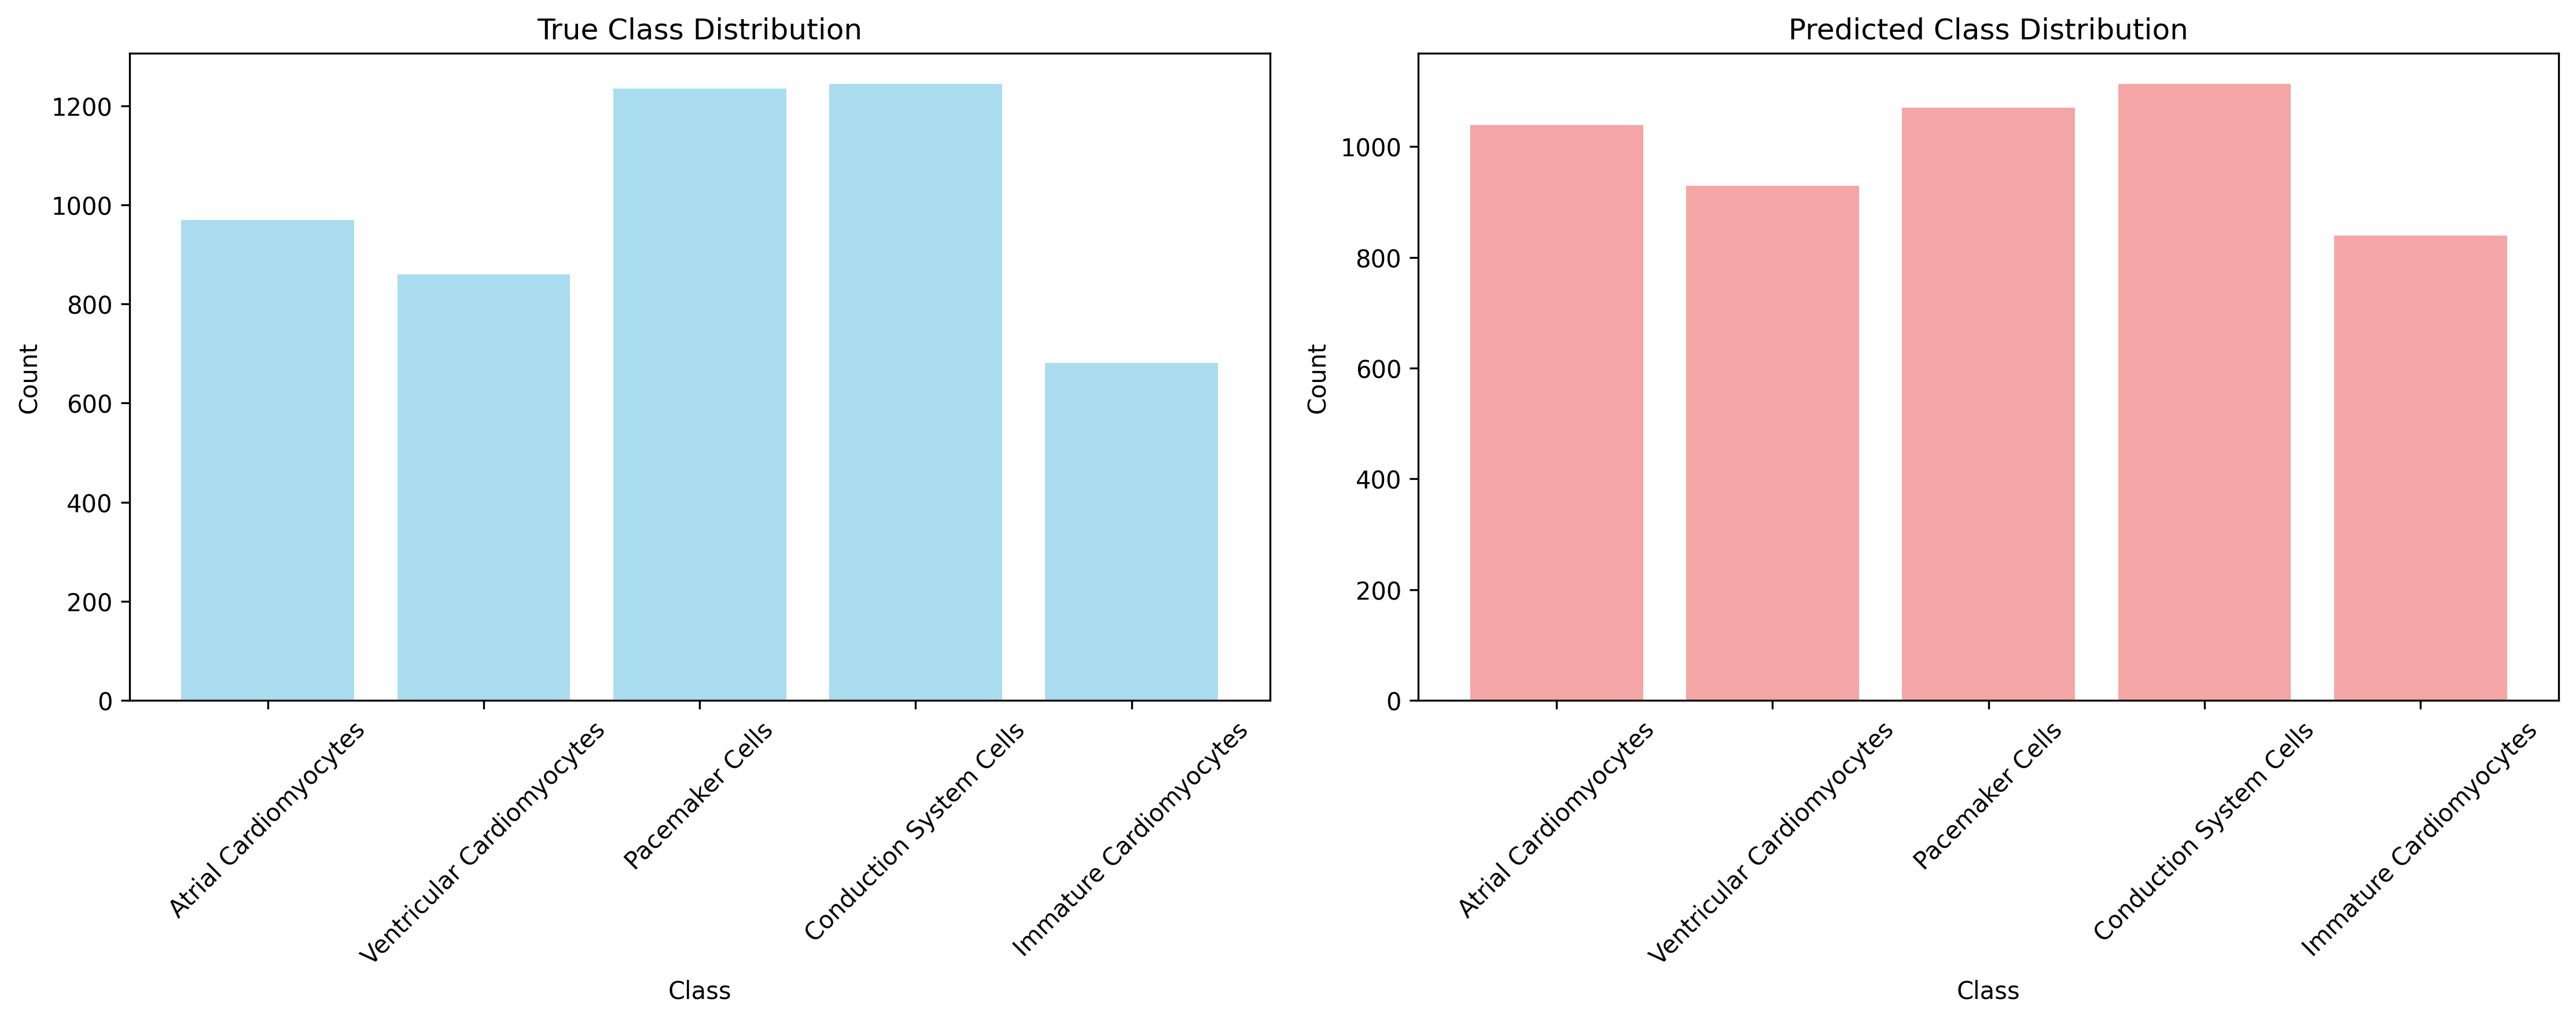 True Class Distribution
Count
1200
1000
800
600
400
200
0
Atrial Cardiomyocytes
Ventricular Cardiomyocytes
Pacemaker Cells
Conduction System Cells
Immature Cardiomyocytes
Class
Predicted Class Distribution
Count
1000
800
600
400
200
0
Atrial Cardiomyocytes
Ventricular Cardiomyocytes
Pacemaker Cells
Conduction System Cells
Immature Cardiomyocytes
Class